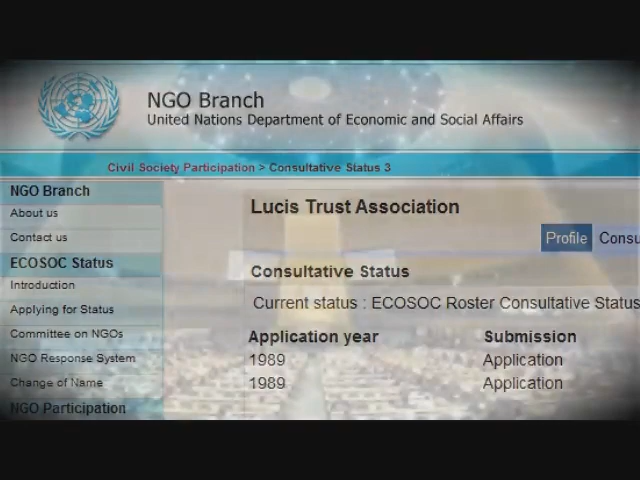 NGO Branch
United Nations Department of Economic and Social Affairs
Civil Society Participation > Consultative Status 3
NGO Branch
About us
Contact us
ECOSOC Status
Introduction
Applying for Status
Committee on NGOs
NGO Response System
Change of Name
NGO Participation
Lucis Trust Association
Profile Consu
Consultative Status
Current status : ECOSOC Roster Consultative Status
Application year Submission
1989 Application
1989 Application